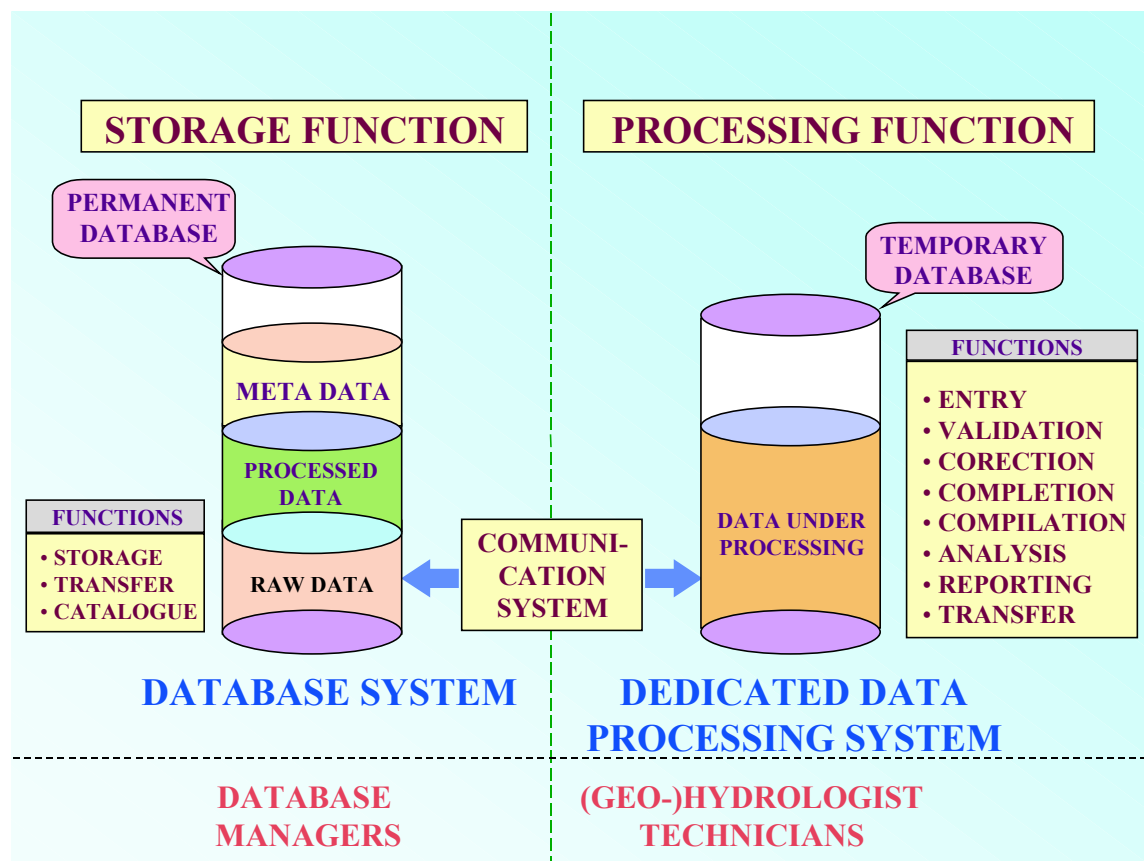 STORAGE FUNCTION
PERMANENT
DATABASE
META DATA
PROCESSED
DATA
RAW DATA
FUNCTIONS
• STORAGE
• TRANSFER
• CATALOGUE
DATABASE SYSTEM
DATABASE
MANAGERS
COMMUNI-
CATION
SYSTEM
PROCESSING FUNCTION
TEMPORARY
DATABASE
DATA UNDER
PROCESSING
FUNCTIONS
• ENTRY
• VALIDATION
• CORECTION
• COMPLETION
• COMPILATION
• ANALYSIS
• REPORTING
• TRANSFER
DEDICATED DATA
PROCESSING SYSTEM
(GEO-)HYDROLOGIST
TECHNICIANS